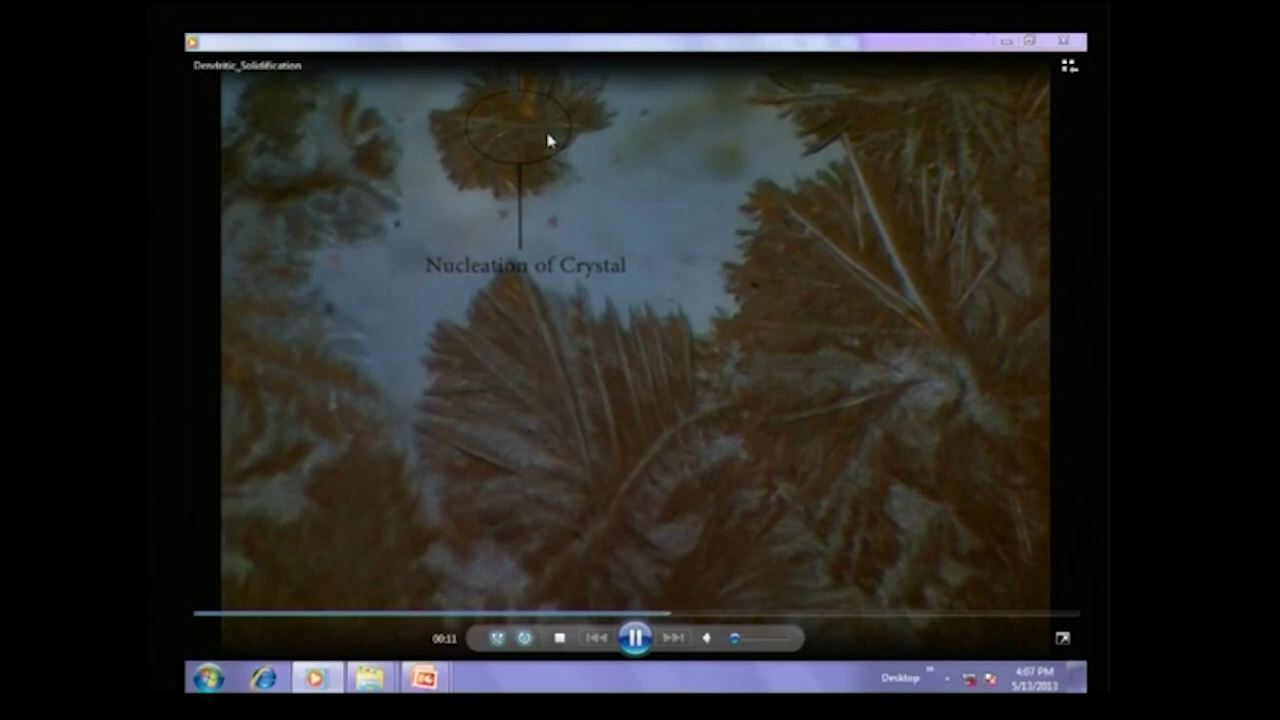 Dendritic_Solidification
Nucleation of Crystal
00:11
Desktop
4:07 PM
5/13/2013